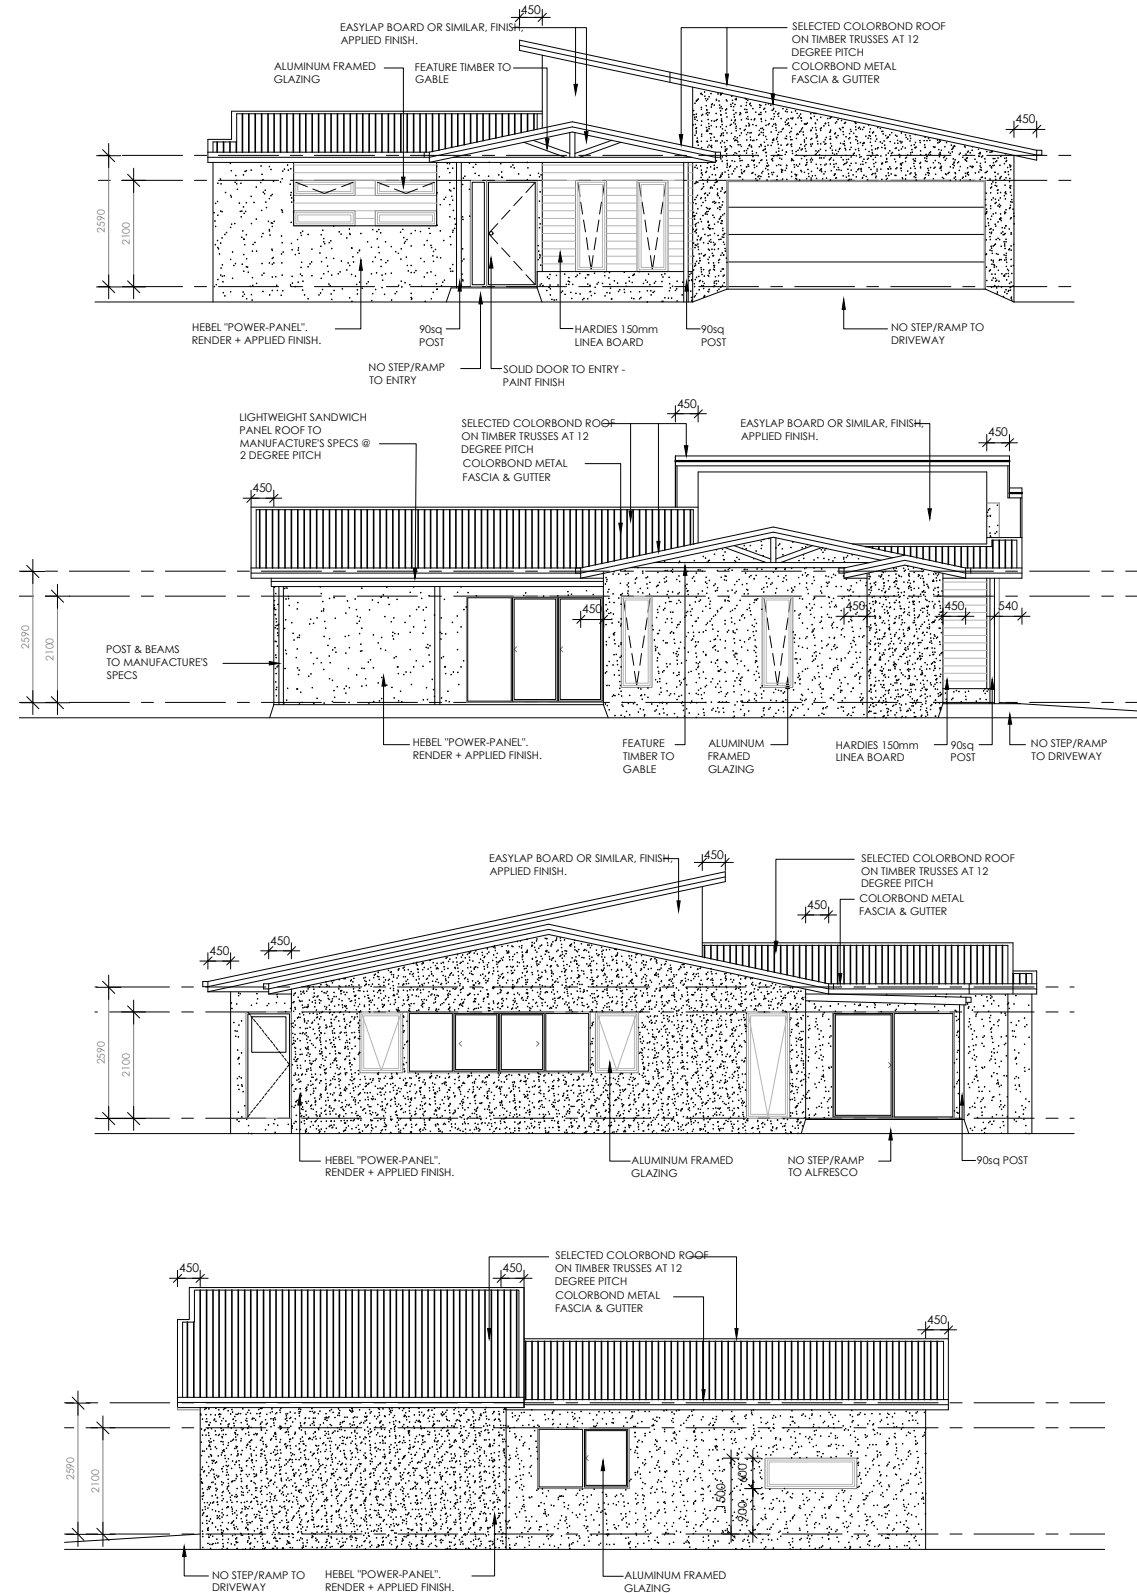 450
EASYLAP BOARD OR SIMILAR, FINISH,
APPLIED FINISH.
SELECTED COLORBOND ROOF
ON TIMBER TRUSSES AT 12
DEGREE PITCH
COLORBOND METAL
FASCIA & GUTTER
ALUMINUM FRAMED
GLAZING
FEATURE TIMBER TO
GABLE
450
2590
2100
HEBEL "POWER-PANEL".
RENDER + APPLIED FINISH.
90sq
POST
HARDIES 150mm
LINEA BOARD
90sq
POST
NO STEP/RAMP TO
DRIVEWAY
NO STEP/RAMP
TO ENTRY
SOLID DOOR TO ENTRY -
PAINT FINISH
450
LIGHTWEIGHT SANDWICH
PANEL ROOF TO
MANUFACTURE'S SPECS @
2 DEGREE PITCH
SELECTED COLORBOND ROOF
ON TIMBER TRUSSES AT 12
DEGREE PITCH
COLORBOND METAL
FASCIA & GUTTER
EASYLAP BOARD OR SIMILAR, FINISH,
APPLIED FINISH.
450
450
2590
2100
450
450
450
540
POST & BEAMS
TO MANUFACTURE'S
SPECS
HEBEL "POWER-PANEL".
RENDER + APPLIED FINISH.
FEATURE
TIMBER TO
GABLE
ALUMINUM
FRAMED
GLAZING
HARDIES 150mm
LINEA BOARD
90sq
POST
NO STEP/RAMP
TO DRIVEWAY
EASYLAP BOARD OR SIMILAR, FINISH,
APPLIED FINISH.
450
SELECTED COLORBOND ROOF
ON TIMBER TRUSSES AT 12
DEGREE PITCH
COLORBOND METAL
FASCIA & GUTTER
450
450
450
2590
2100
HEBEL "POWER-PANEL".
RENDER + APPLIED FINISH.
ALUMINUM FRAMED
GLAZING
NO STEP/RAMP
TO ALFRESCO
90sq POST
SELECTED COLORBOND ROOF
ON TIMBER TRUSSES AT 12
DEGREE PITCH
COLORBOND METAL
FASCIA & GUTTER
450
450
450
2590
2100
1500
600
900
NO STEP/RAMP TO
DRIVEWAY
HEBEL "POWER-PANEL".
RENDER + APPLIED FINISH.
ALUMINUM FRAMED
GLAZING